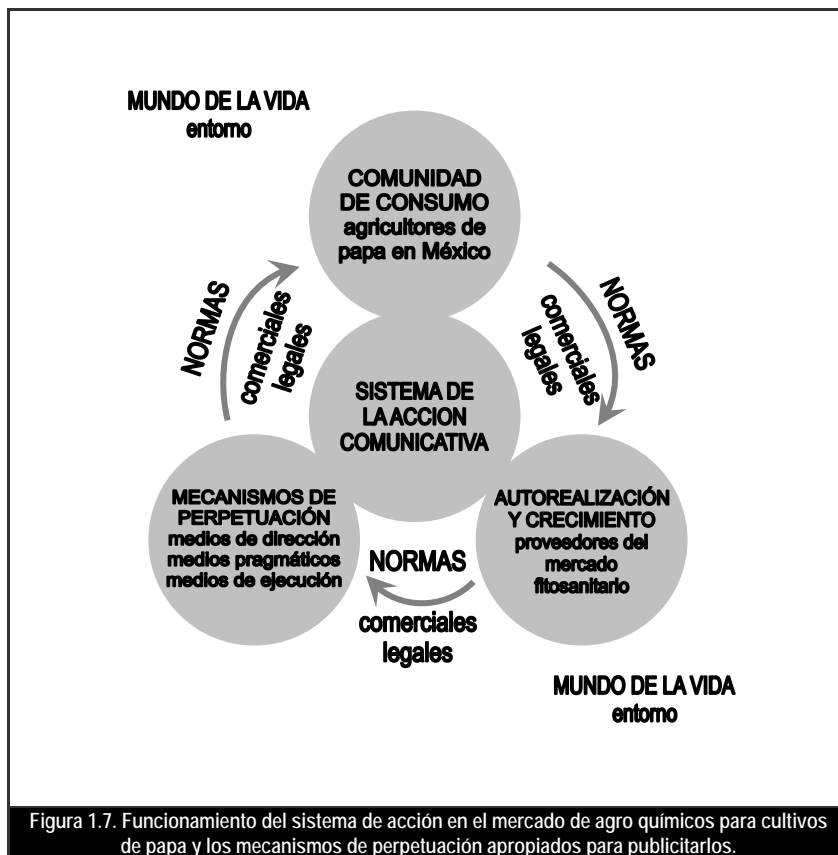 MUNDO DE LA VIDA
entorno
COMUNIDAD
DE CONSUMO
agricultores de
papa en México
NORMAS
comerciales
legales
NORMAS
comerciales
legales
SISTEMA DE
LA ACCION
COMUNICATIVA
MECANISMOS DE
PERPETUACIÓN
medios de dirección
medios pragmáticos
medios de ejecución
NORMAS
comerciales
legales
AUTOREALIZACIÓN
Y CRECIMIENTO
proveedores del
mercado
fitosanitario
MUNDO DE LA VIDA
entorno
Figura 1.7. Funcionamiento del sistema de acción en el mercado de agro químicos para cultivos
de papa y los mecanismos de perpetuación apropiados para publicitarlos.